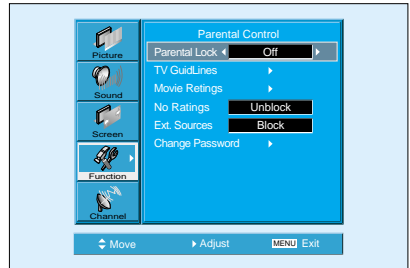 Parental Control
Picture
Parental Lock Off
TV GuidLines
Sound
Movie Retings
No Ratings Unblock
Screen
Ext. Sources Block
Change Password
Function
Channel
Move Adjust MENU Exit